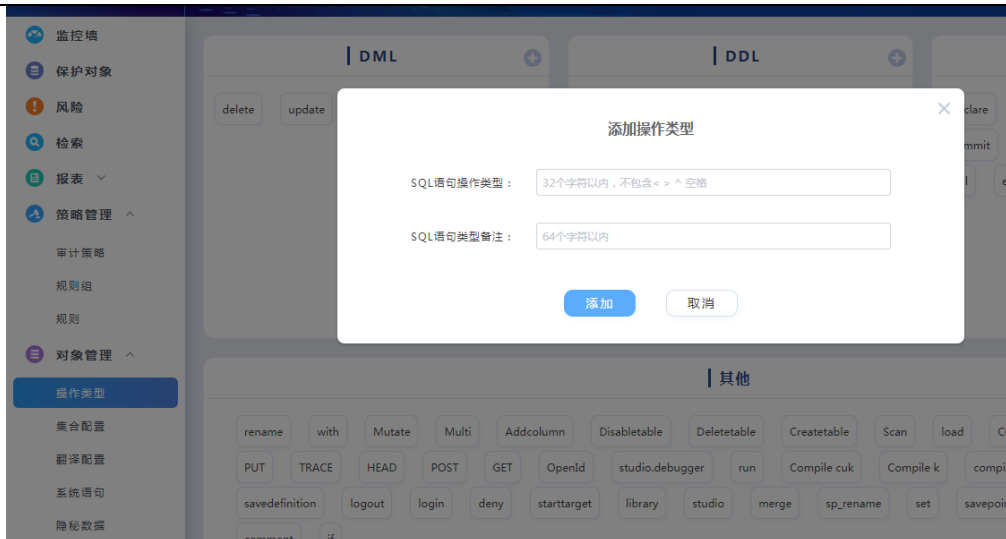 监控墙
保护对象
风险
检索
报表
策略管理
审计策略
规则组
规则
对象管理
操作类型
集合配置
翻译配置
系统语句
隐秘数据
DML
DDL
delete update
添加操作类型
SQL语句操作类型： 32个字符以内，不包含< > ^ 空格
SQL语句类型备注： 64个字符以内
添加 取消
其他
rename with Mutate Multi Addcolumn Disabletable Deletetable Createtable Scan load
PUT TRACE HEAD POST GET OpenId studio.debugger run Compile cuk Compile k
savedefinition logout login deny starttarget library studio merge sp_rename set
if